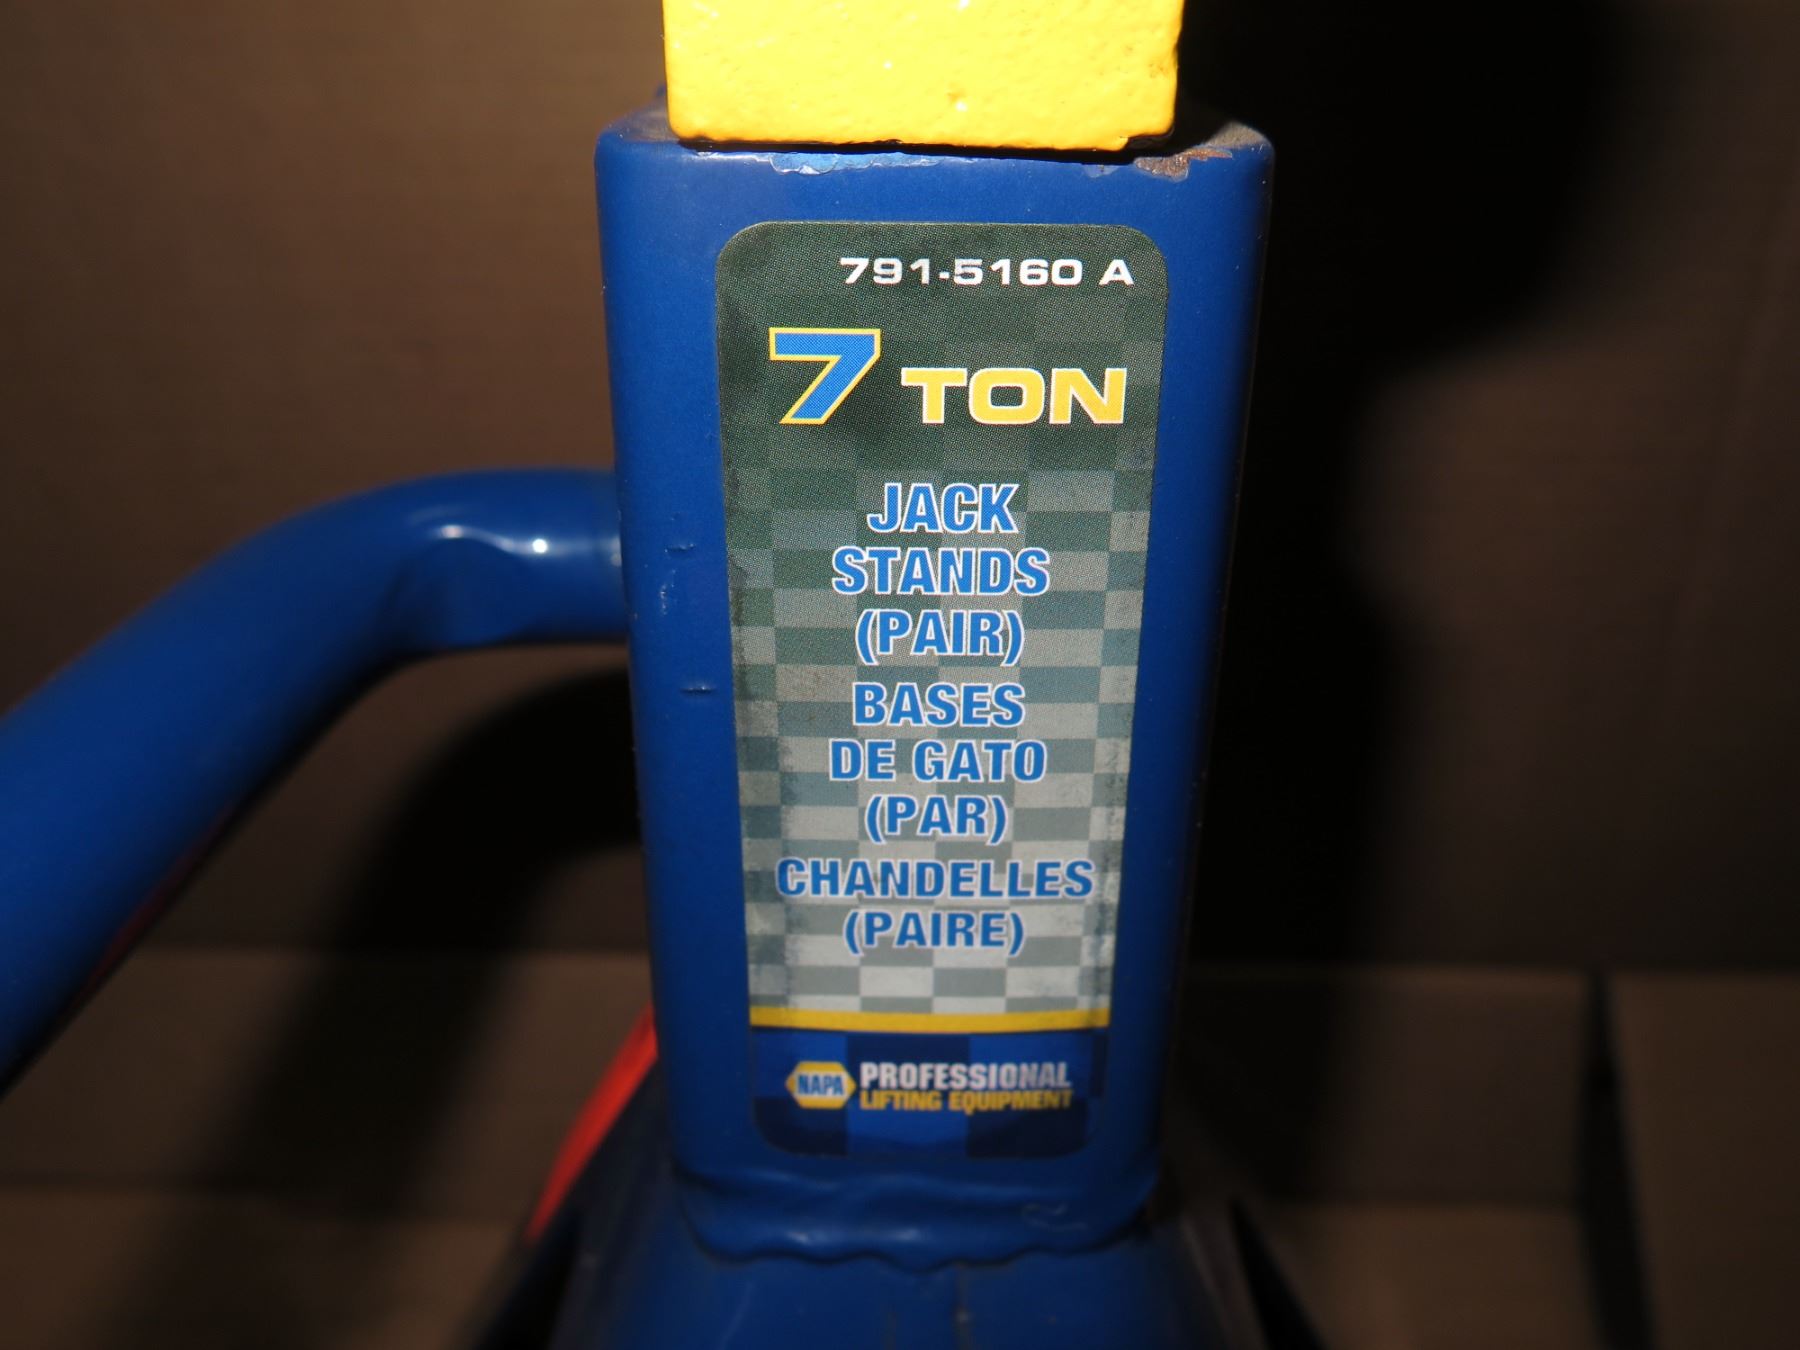 791-5160 A
7 TON
JACK
STANDS
(PAIR)
BASES
DE GATO
(PAR)
CHANDELLES
(PAIRE)
NAPA PROFESSIONAL
LIFTING EQUIPMENT